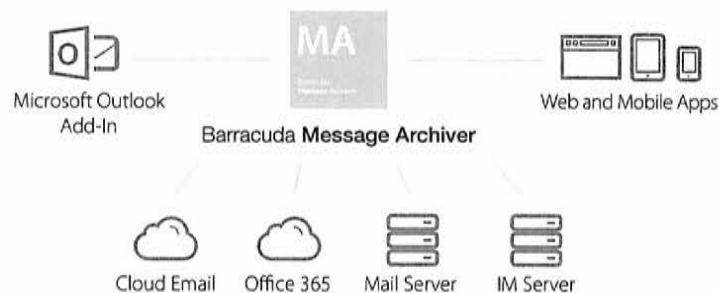 MA
Microsoft Outlook
Add-In
Web and Mobile Apps
Barracuda Message Archiver
Cloud Email
Office 365
Mail Server
IM Server